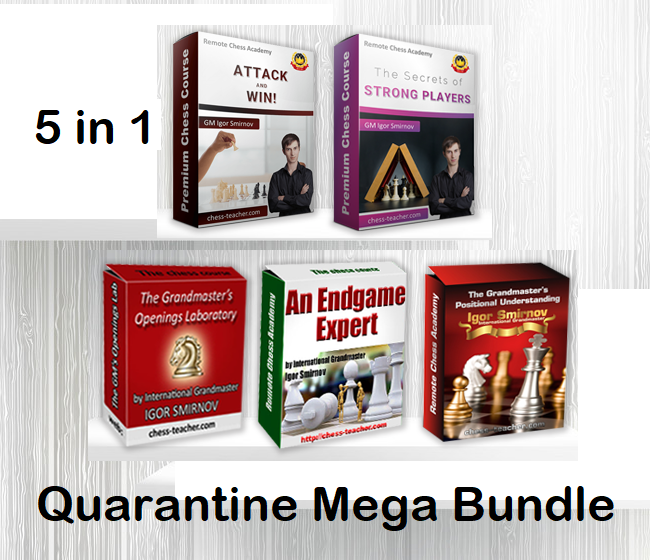 5 in 1
Premium Chess Course
Remote Chess Academy
ATTACK
AND
WIN!
GM Igor Smirnov
chess-teacher.com
Premium Chess Course
Remote Chess Academy
The Secrets of
STRONG PLAYERS
GM Igor Smirnov
chess-teacher.com
The chess course
The GM's Openings Lab
The Grandmaster's
Openings Laboratory
by International Grandmaster
IGOR SMIRNOV
chess-teacher.com
The chess course
Remote Chess Academy
An Endgame
Expert
by International Grandmaster
Igor Smirnov
http://chess-teacher.com
Remote Chess Academy
The Grandmaster's
Positional Understanding
Igor Smirnov
International Grandmaster
chess-teacher.com
Quarantine Mega Bundle